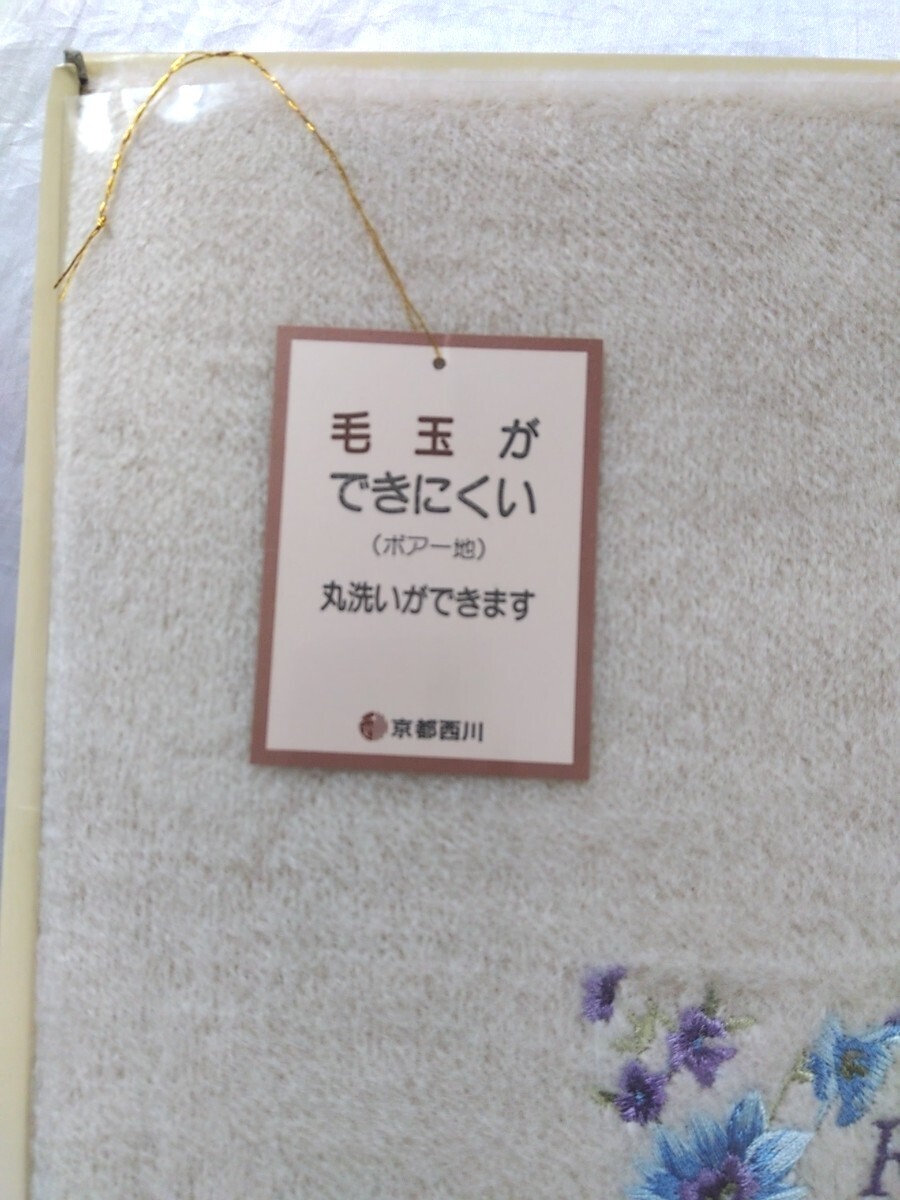 毛玉が
できにくい
(ボアー地)
丸洗いができます
京都西川